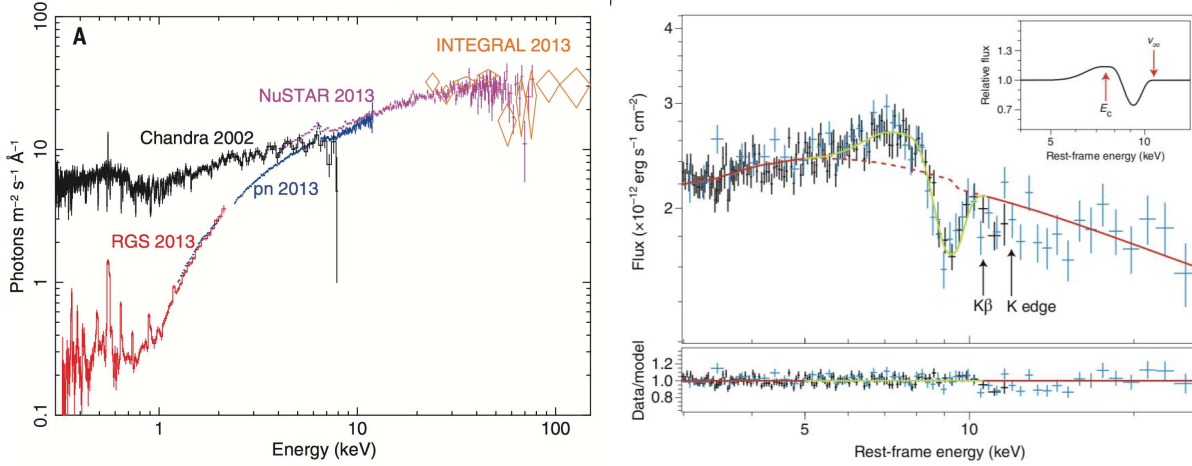 A
INTEGRAL 2013
NuSTAR 2013
Chandra 2002
pn 2013
RGS 2013
Photons m⁻² s⁻¹ Å⁻¹
100
10
1
0.1
1
10
100
Energy (keV)
4
3
2
Flux (×10⁻¹² erg s⁻¹ cm⁻²)
Kβ
K edge
Relative flux
1.3
1.0
0.7
E꜀
v∞
5
10
Rest-frame energy (keV)
Data/model
1.2
1.0
0.8
5
10
Rest-frame energy (keV)